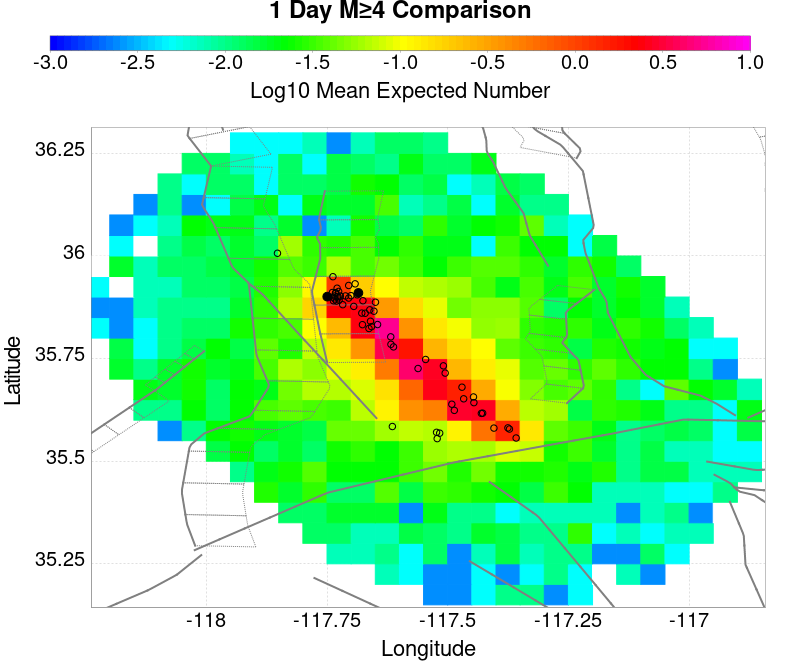 1 Day M≥4 Comparison
-3.0 -2.5 -2.0 -1.5 -1.0 -0.5 0.0 0.5 1.0
Log10 Mean Expected Number
36.25
36
35.75
35.5
35.25
Latitude
-118 -117.75 -117.5 -117.25 -117
Longitude